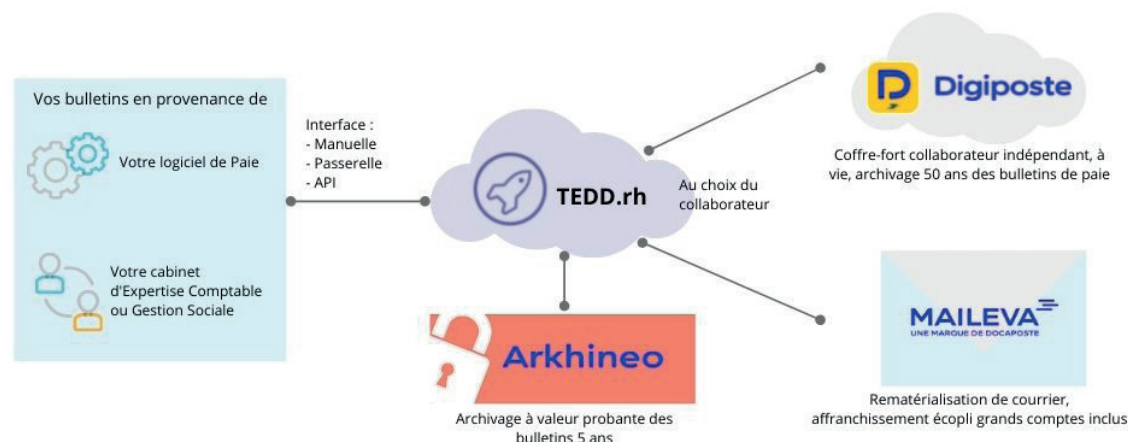 Vos bulletins en provenance de
Votre logiciel de Paie
Votre cabinet
d'Expertise Comptable
ou Gestion Sociale
Interface :
- Manuelle
- Passerelle
- API
TEDD.rh
Au choix du
collaborateur
Digiposte
Coffre-fort collaborateur indépendant, à
vie, archivage 50 ans des bulletins de paie
MAILEVA
UNE MARQUE DE DOCAPOSTE
Rematérialisation de courrier,
affranchissement écopli grands comptes inclus
Arkhineo
Archivage à valeur probante des
bulletins 5 ans